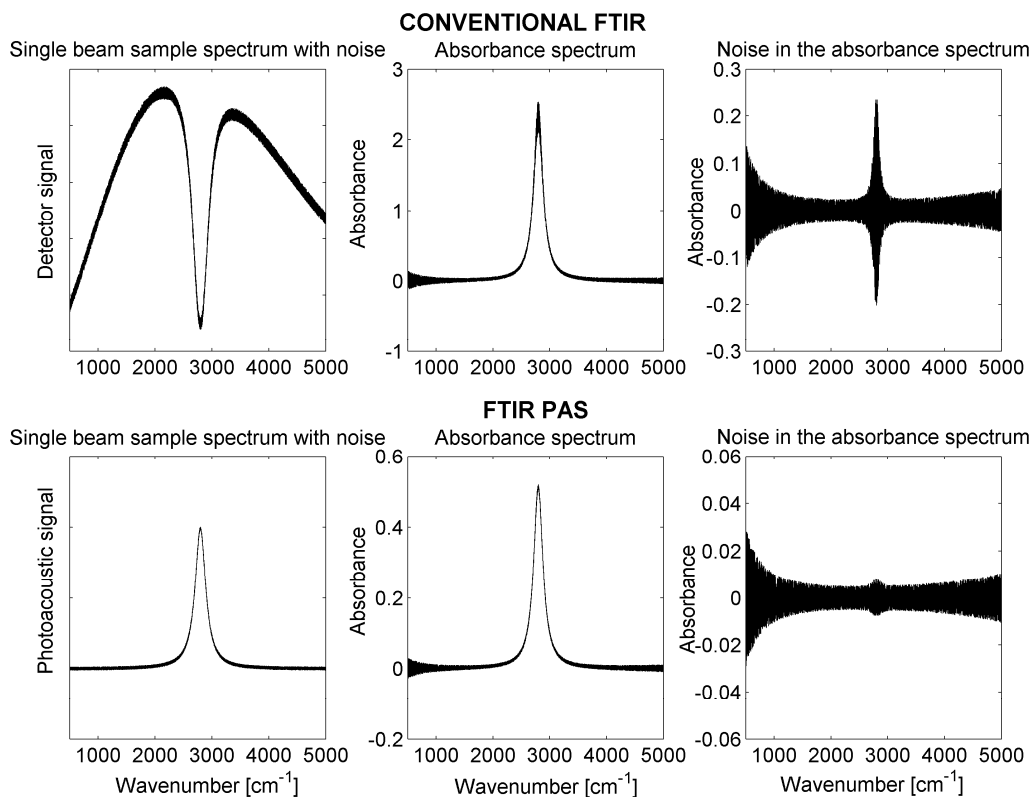 CONVENTIONAL FTIR
Single beam sample spectrum with noise
Absorbance spectrum
Noise in the absorbance spectrum
Detector signal
1000 2000 3000 4000 5000
Absorbance
3
2
1
0
-1
1000 2000 3000 4000 5000
Absorbance
0.3
0.2
0.1
0
-0.1
-0.2
-0.3
1000 2000 3000 4000 5000
FTIR PAS
Single beam sample spectrum with noise
Absorbance spectrum
Noise in the absorbance spectrum
Photoacoustic signal
1000 2000 3000 4000 5000
Wavenumber [cm⁻¹]
Absorbance
0.6
0.4
0.2
0
-0.2
1000 2000 3000 4000 5000
Wavenumber [cm⁻¹]
Absorbance
0.06
0.04
0.02
0
-0.02
-0.04
-0.06
1000 2000 3000 4000 5000
Wavenumber [cm⁻¹]